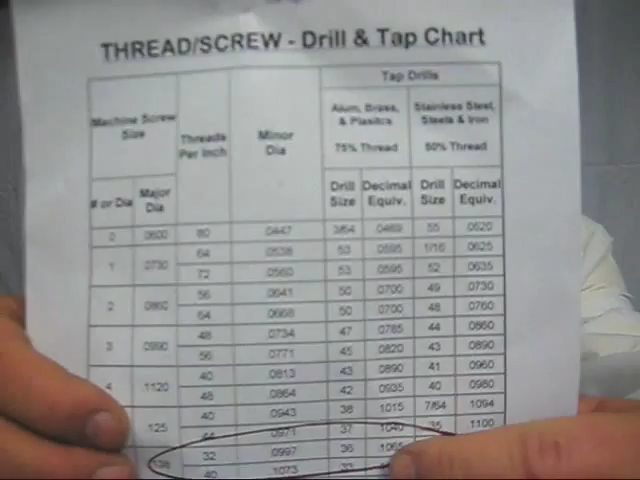 THREAD/SCREW - Drill & Tap Chart
Tap Drills
Machine Screw Size
Threads Per Inch
Minor Dia
Alum, Brass, & Plastics
75% Thread
Stainless Steel, Steels & Iron
50% Thread
# or Dia Major Dia Drill Size Decimal Equiv. Drill Size Decimal Equiv.
0 .0600 80 .0447 3/64 .0469 55 .0520
1 .0730 64 .0538 53 .0595 1/16 .0625
72 .0560 53 .0595 52 .0635
2 .0860 56 .0641 50 .0700 49 .0730
64 .0668 50 .0700 48 .0760
3 .0990 48 .0734 47 .0785 44 .0860
56 .0771 45 .0820 43 .0890
4 .1120 40 .0813 43 .0890 41 .0960
48 .0864 42 .0935 40 .0980
.125 40 .0943 38 .1015 7/64 .1094
44 .0971 37 .1040 35 .1100
.138 32 .0997 36 .1065
40 .1073 33